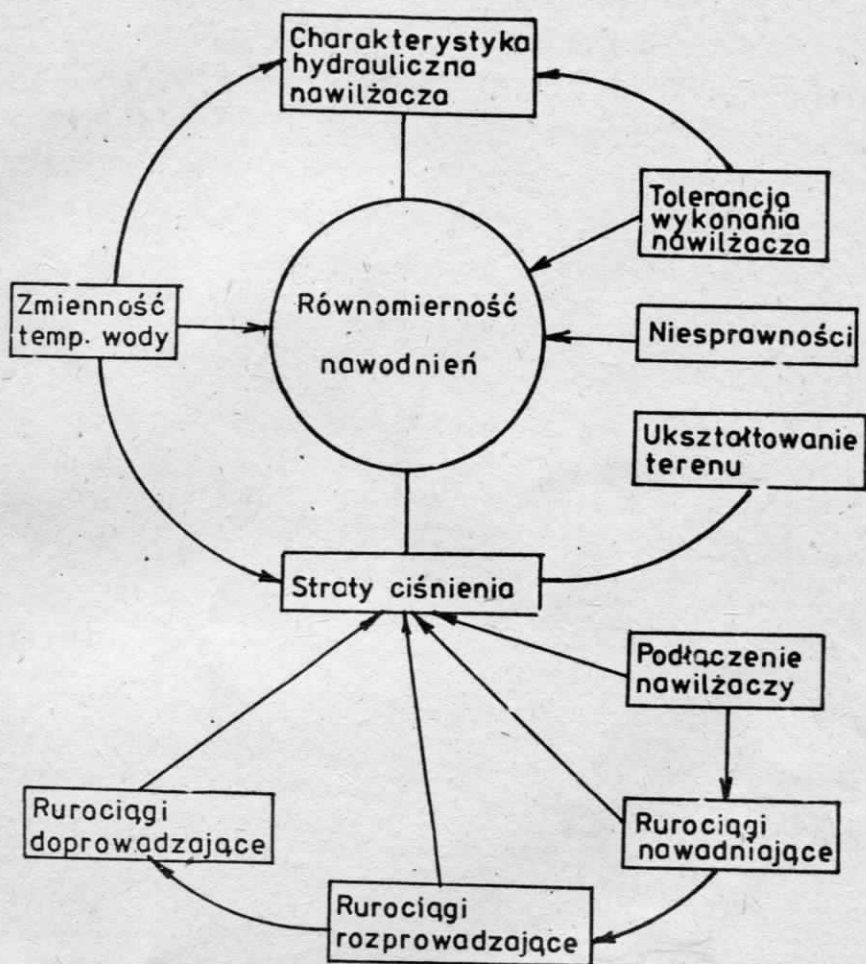 Charakterystyka
hydrauliczna
nawilżacza
Tolerancja
wykonania
nawilżacza
Zmienność
temp. wody
Równomierność
nawodnień
Niesprawności
Ukształtowanie
terenu
Straty ciśnienia
Podłączenie
nawilżaczy
Rurociągi
doprowadzające
Rurociągi
nawadniające
Rurociągi
rozprowadzające